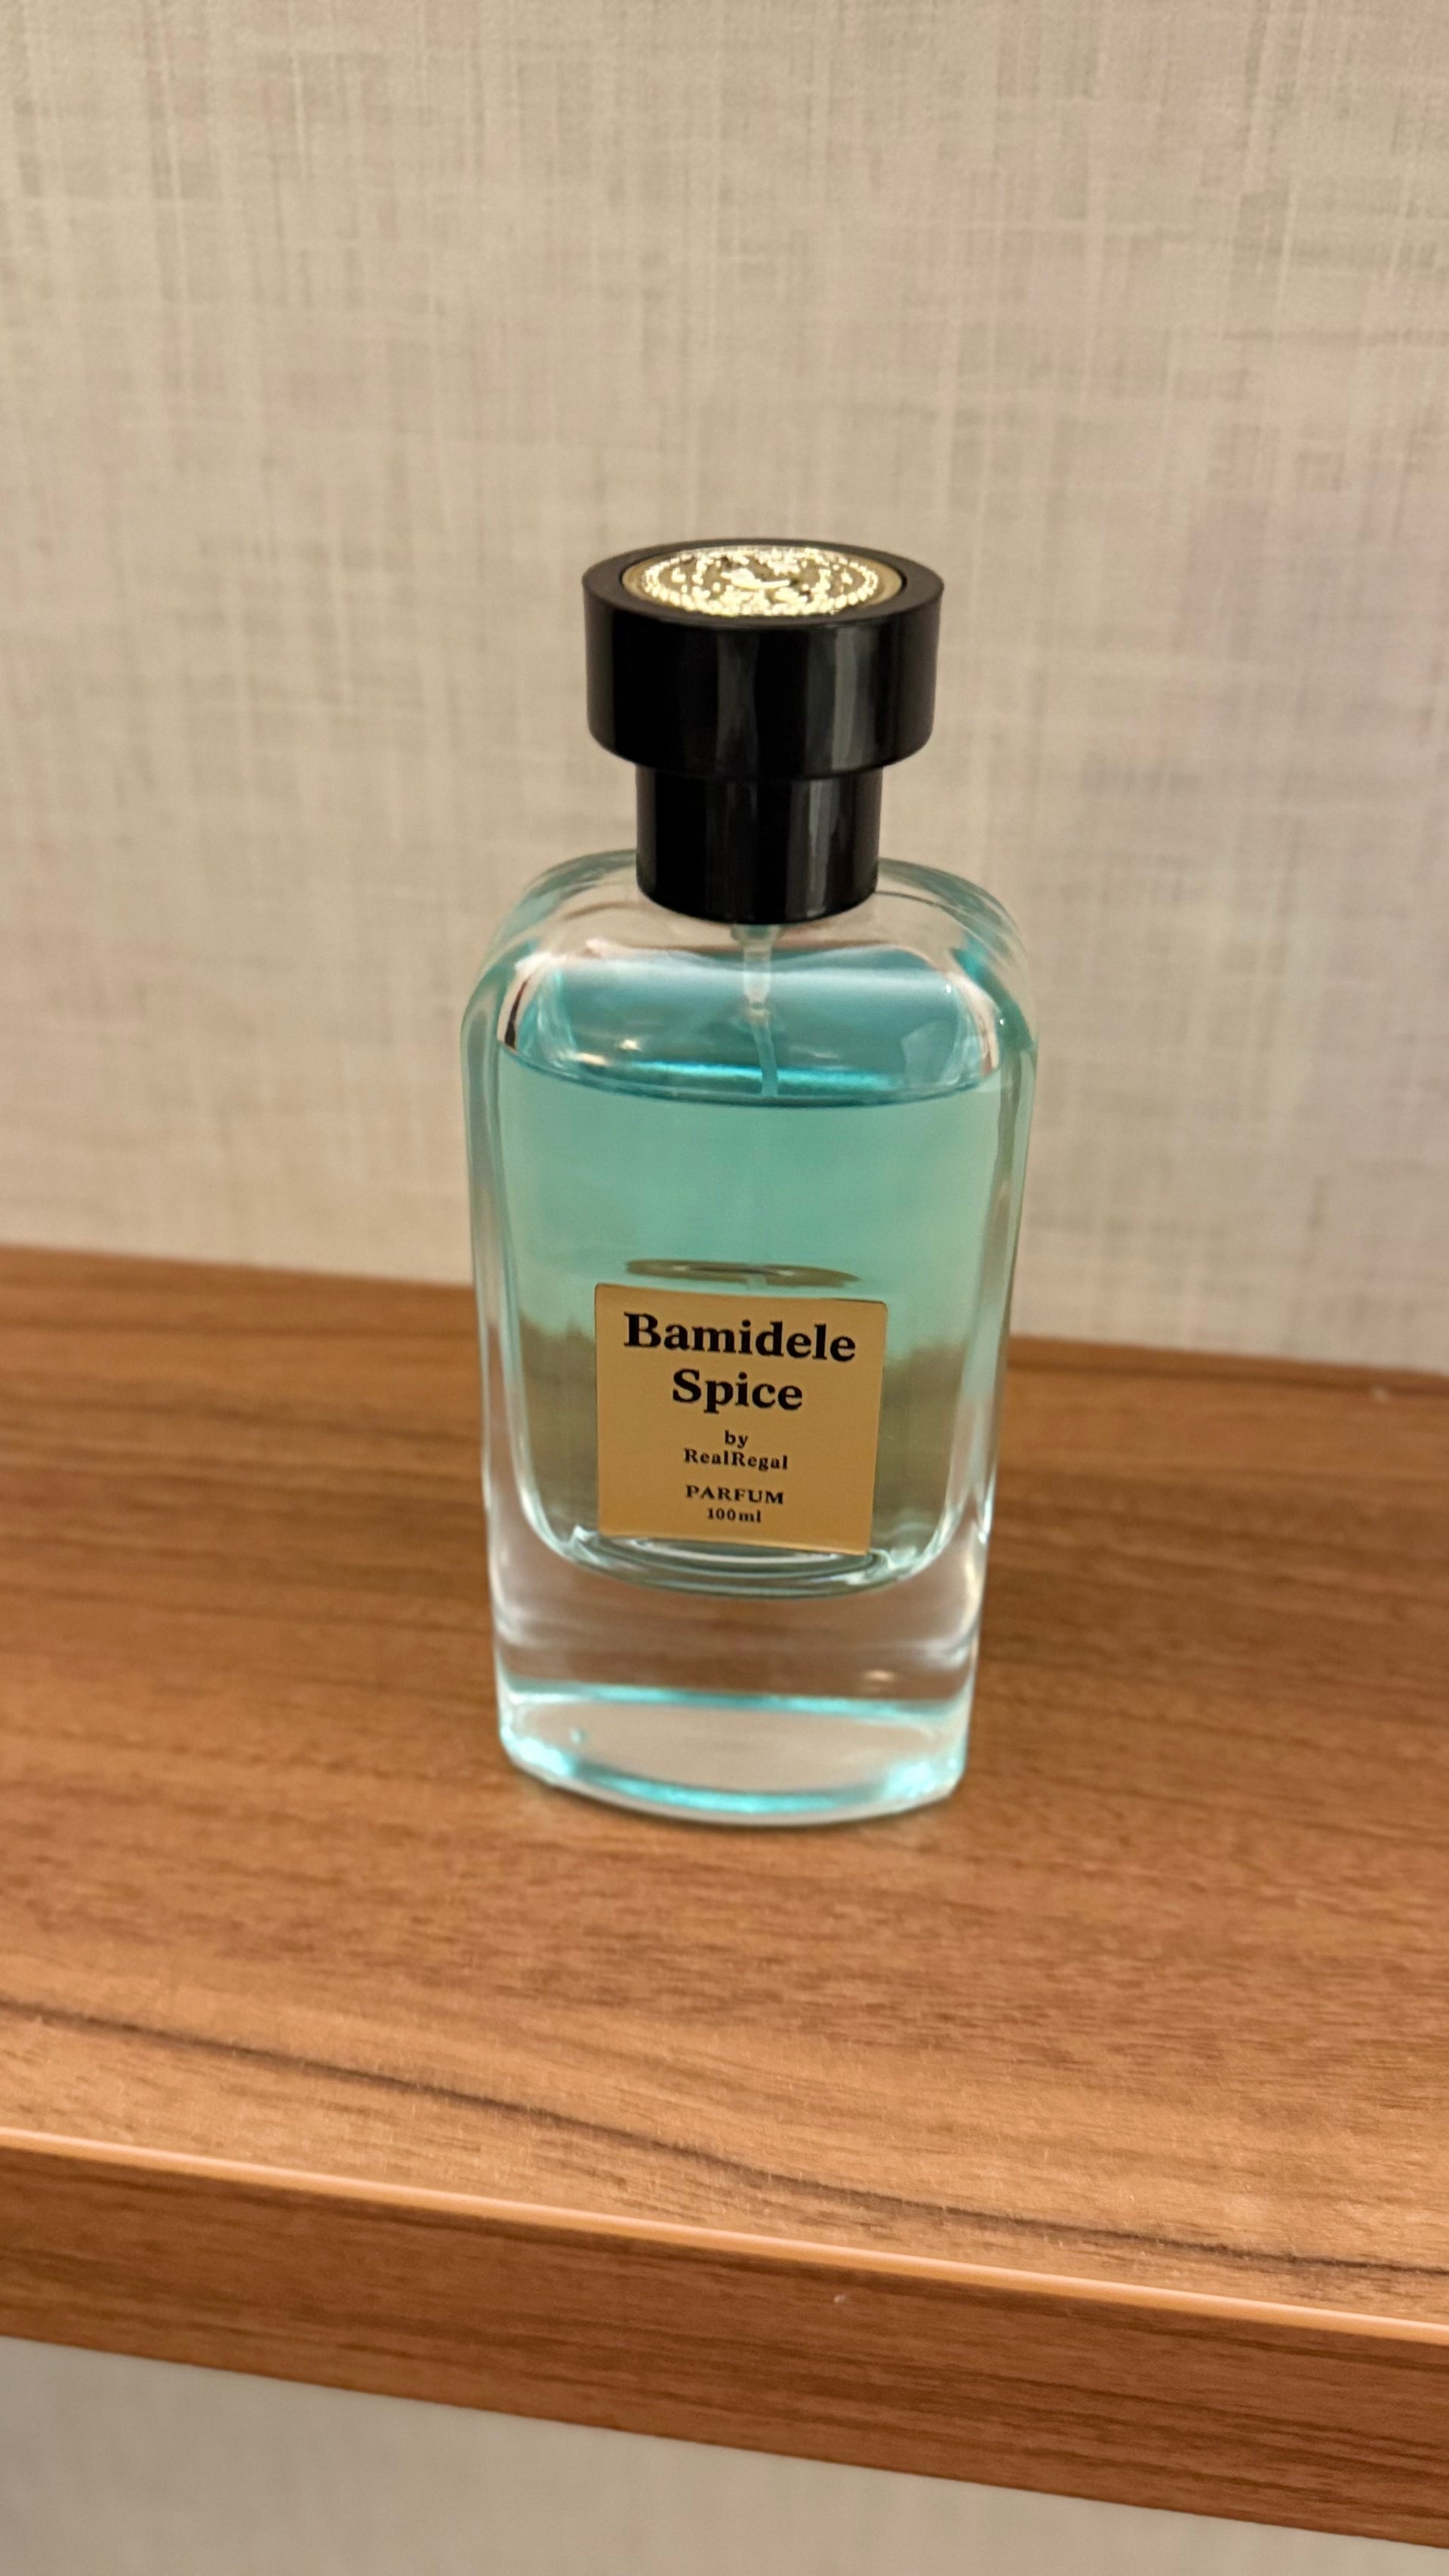 Bamidele
Spice
by
RealRegal
PARFUM
100ml